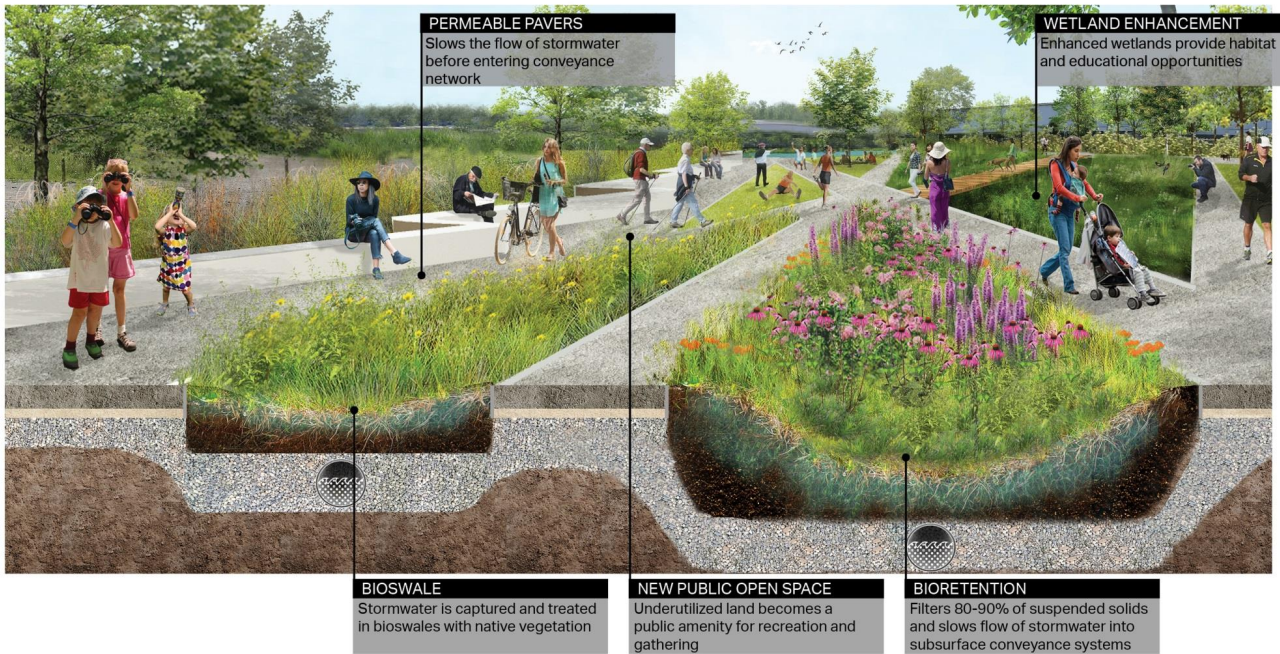 PERMEABLE PAVERS
Slows the flow of stormwater
before entering conveyance
network
WETLAND ENHANCEMENT
Enhanced wetlands provide habitat
and educational opportunities
BIOSWALE
Stormwater is captured and treated
in bioswales with native vegetation
NEW PUBLIC OPEN SPACE
Underutilized land becomes a
public amenity for recreation and
gathering
BIORETENTION
Filters 80-90% of suspended solids
and slows flow of stormwater into
subsurface conveyance systems